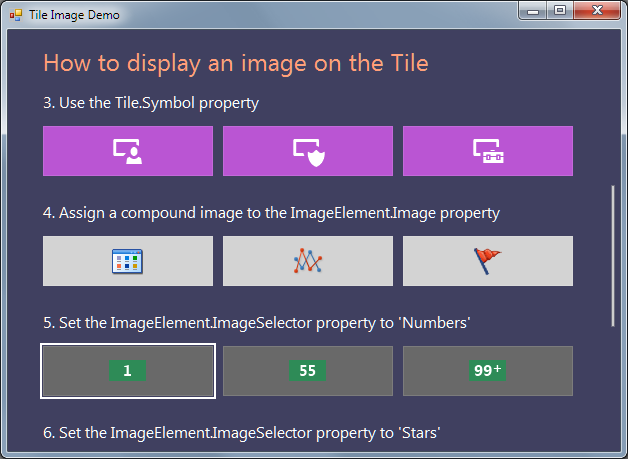 Tile Image Demo
How to display an image on the Tile
3. Use the Tile.Symbol property
4. Assign a compound image to the ImageElement.Image property
5. Set the ImageElement.ImageSelector property to 'Numbers'
1 55 99+
6. Set the ImageElement.ImageSelector property to 'Stars'